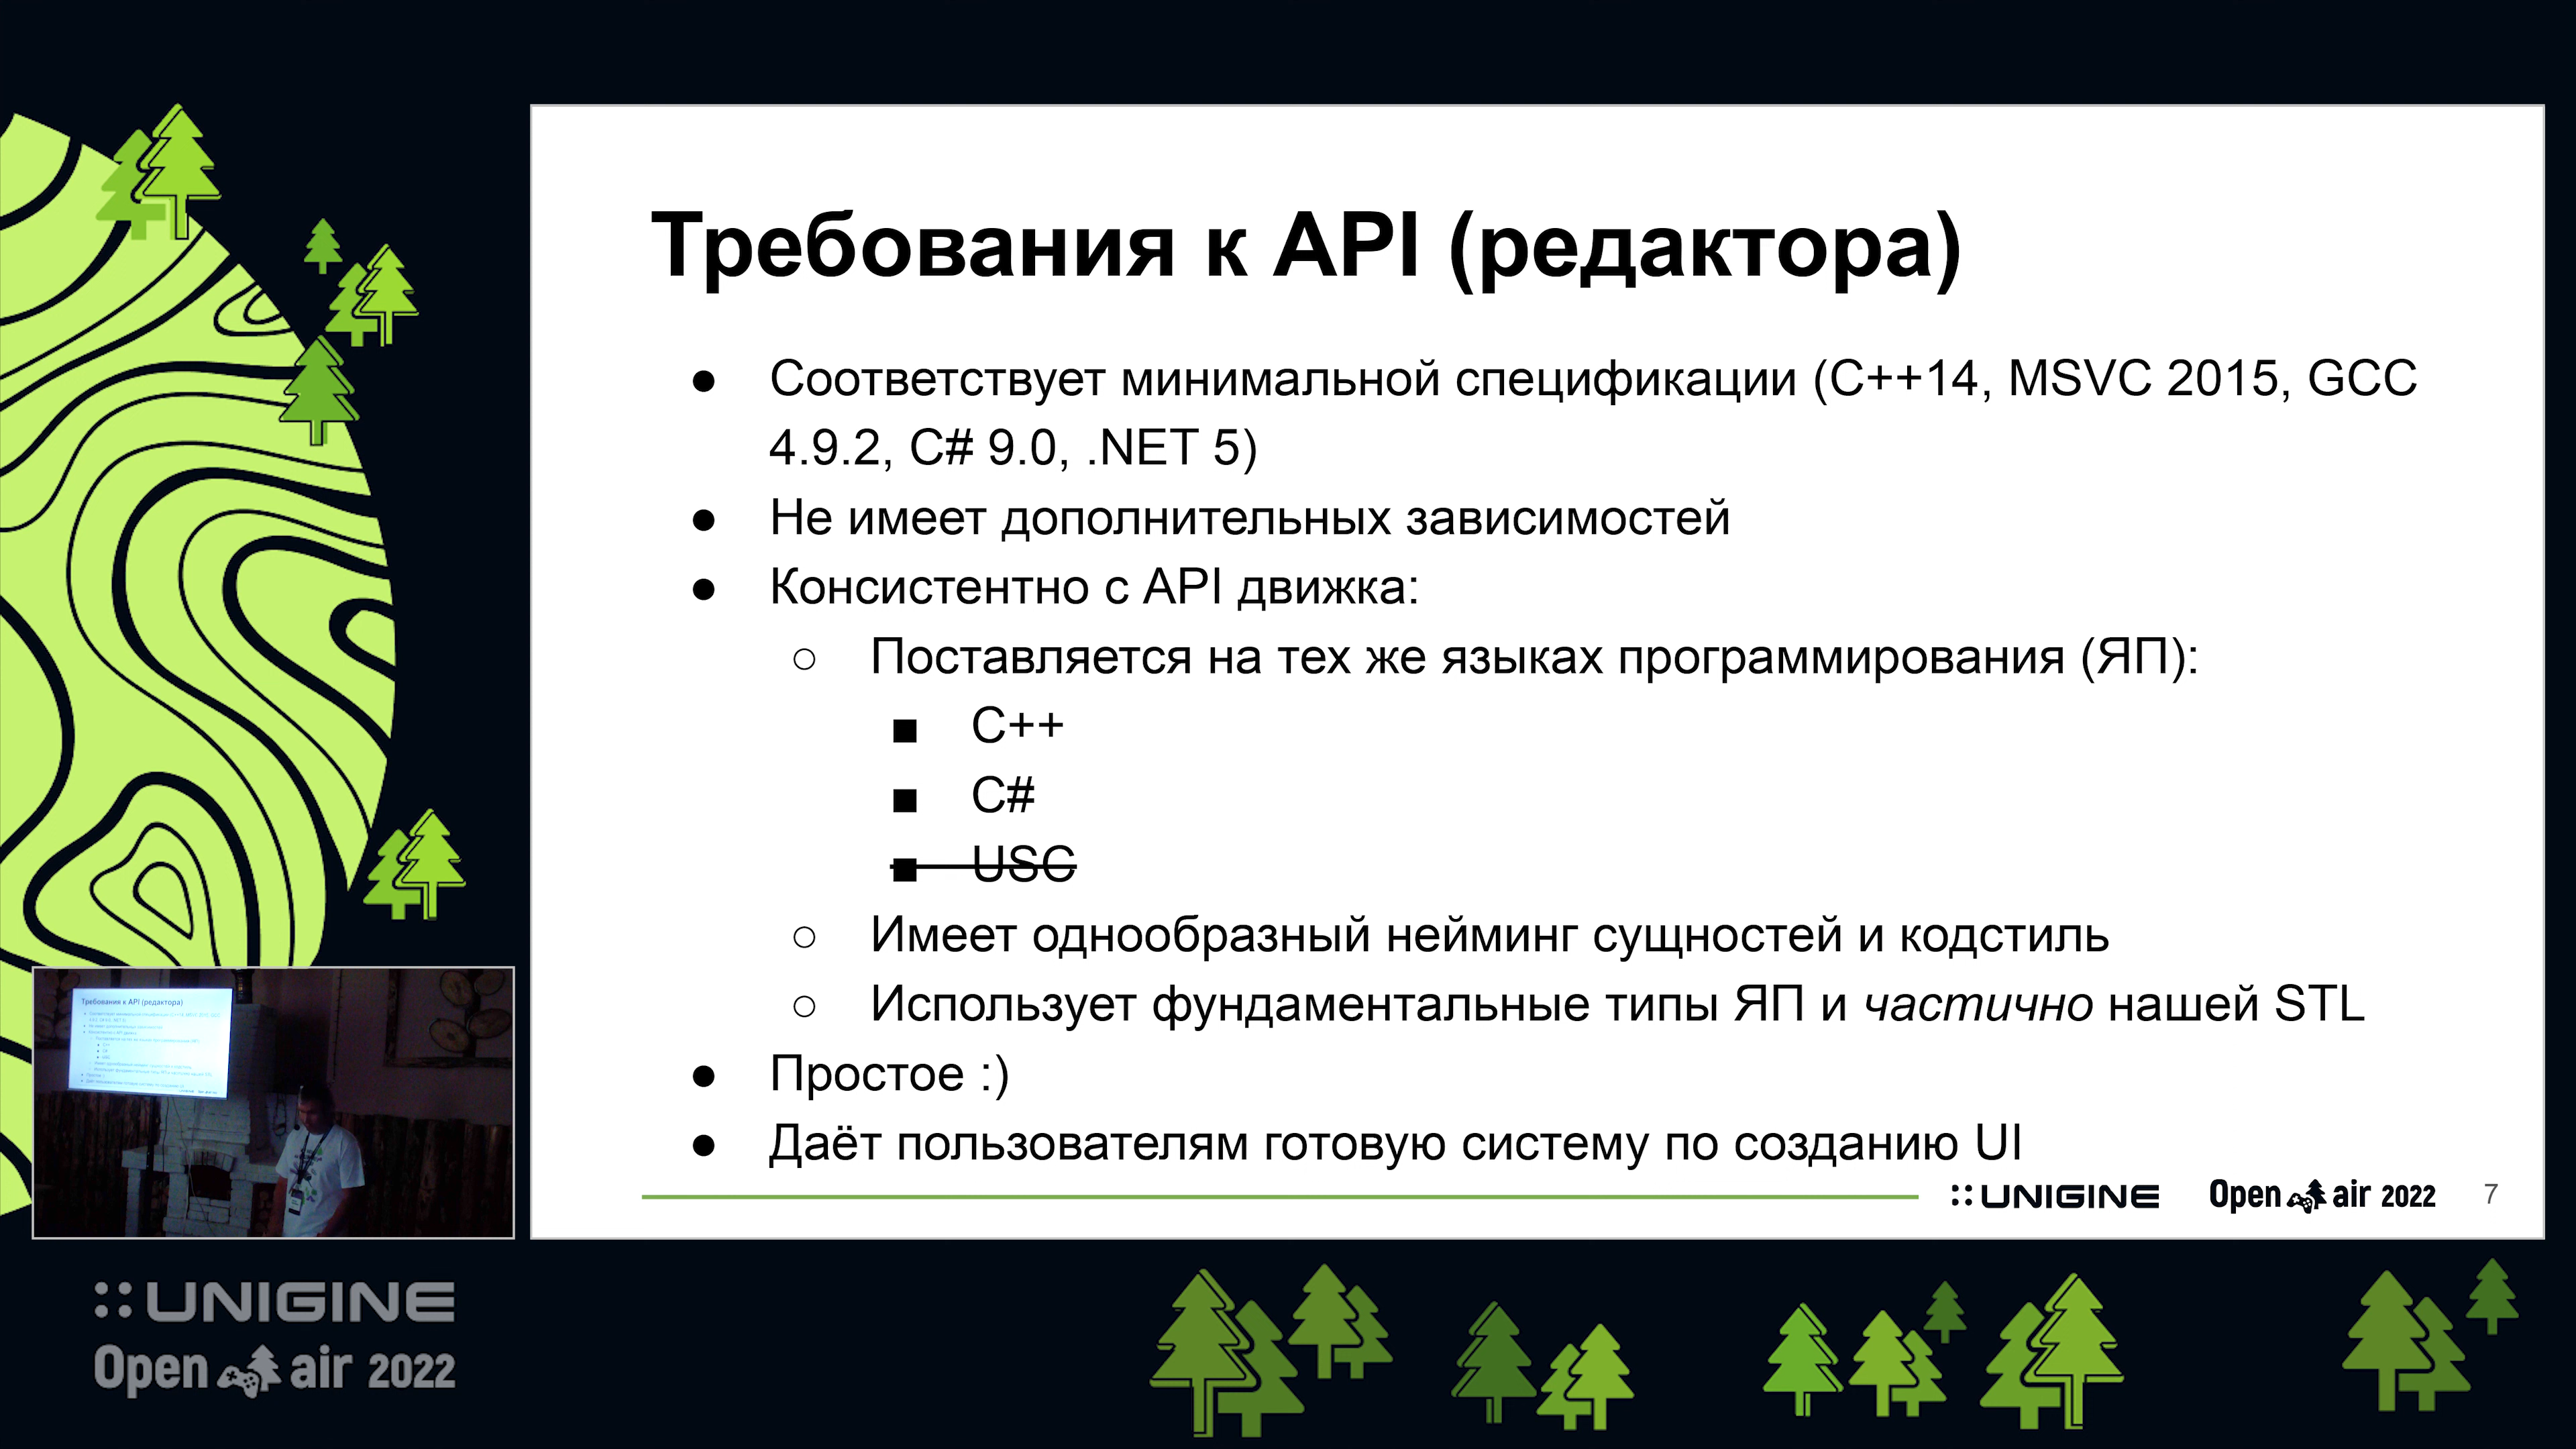 Требования к API (редактора)
● Соответствует минимальной спецификации (C++14, MSVC 2015, GCC
4.9.2, C# 9.0, .NET 5)
● Не имеет дополнительных зависимостей
● Консистентно с API движка:
○ Поставляется на тех же языках программирования (ЯП):
■ C++
■ C#
■ USC
○ Имеет однообразный нейминг сущностей и кодстиль
○ Использует фундаментальные типы ЯП и частично нашей STL
● Простое :)
● Даёт пользователям готовую систему по созданию UI
UNIGINE Open air 2022 7
Требования к API (редактора)
UNIGINE
Open air 2022